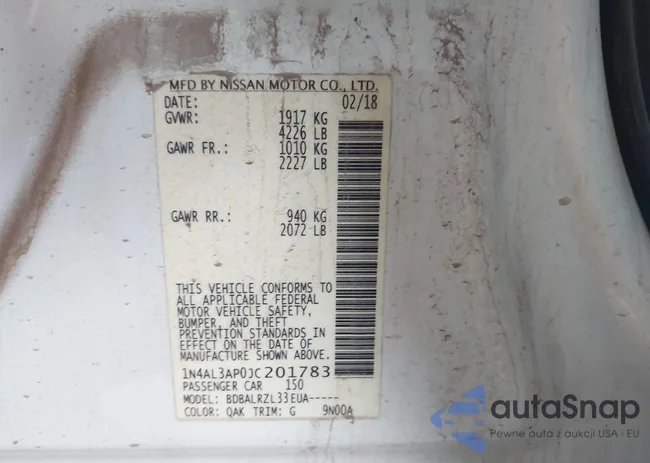 MFD BY NISSAN MOTOR CO., LTD.
DATE: 02/18
GVWR: 1917 KG
4226 LB
GAWR FR.: 1010 KG
2227 LB
GAWR RR.: 940 KG
2072 LB
THIS VEHICLE CONFORMS TO
ALL APPLICABLE FEDERAL
MOTOR VEHICLE SAFETY,
BUMPER, AND THEFT
PREVENTION STANDARDS IN
EFFECT ON THE DATE OF
MANUFACTURE SHOWN ABOVE.
1N4AL3AP0JC201783
PASSENGER CAR 150
MODEL: BDBALRZL33EUA-----
COLOR: QAK TRIM: G 9N00A
autaSnap
Pewne auta z aukcji USA i EU